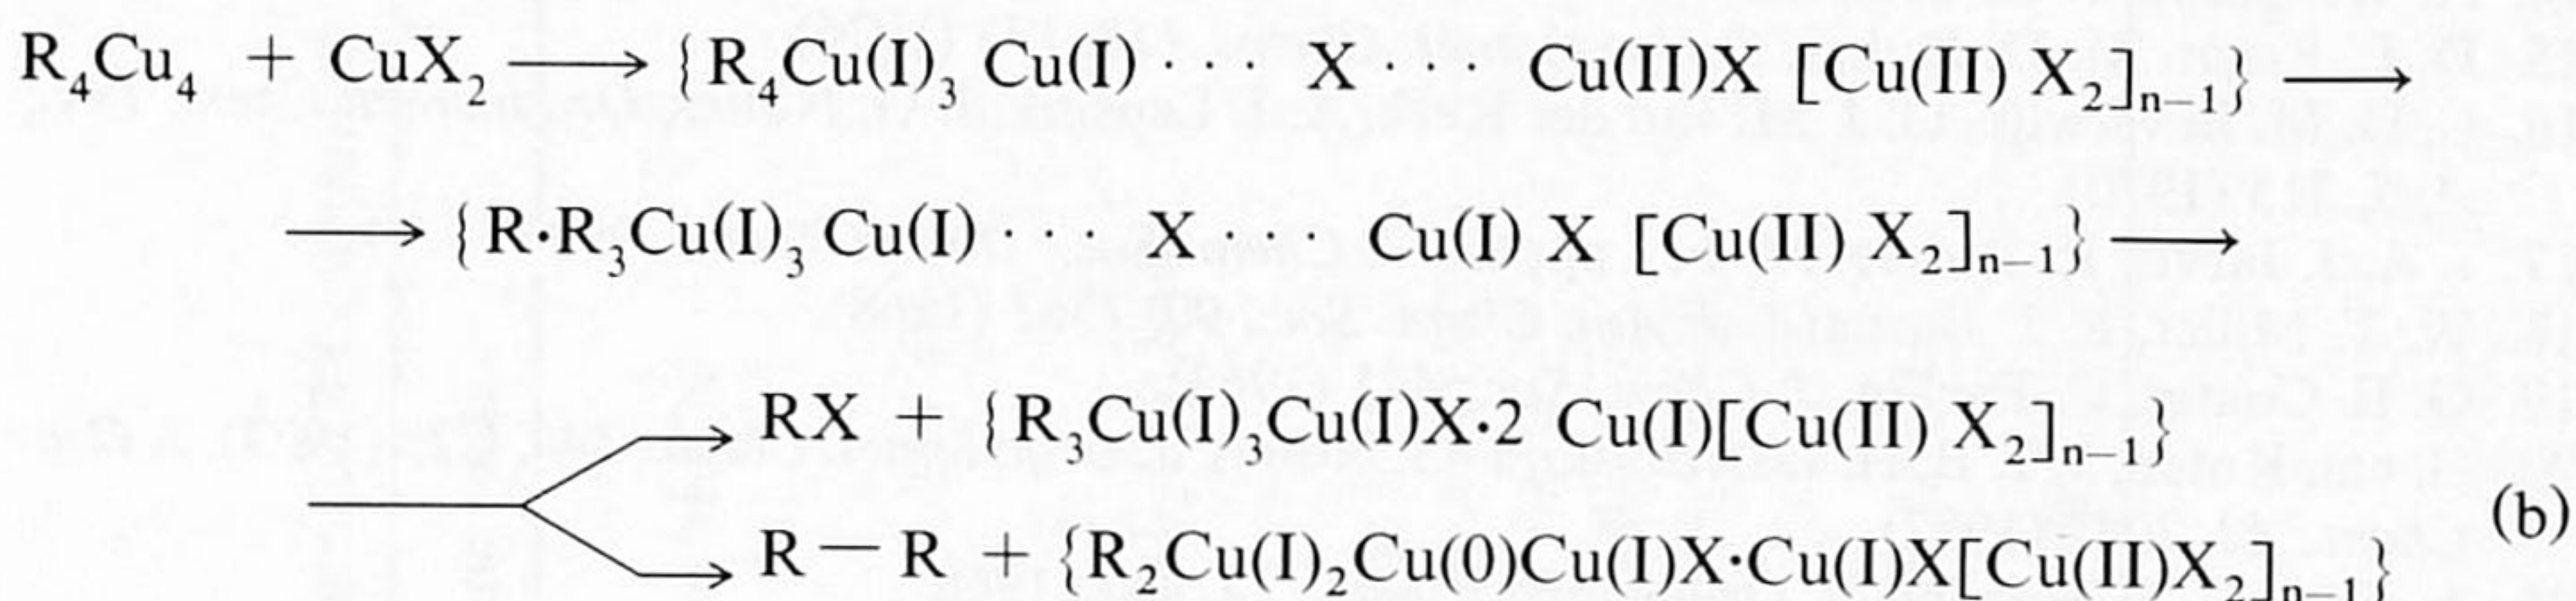 R₄Cu₄ + CuX₂ ⟶ {R₄Cu(I)₃ Cu(I) · · · X · · · Cu(II)X [Cu(II) X₂]ₙ₋₁} ⟶
⟶ {R·R₃Cu(I)₃ Cu(I) · · · X · · · Cu(I) X [Cu(II) X₂]ₙ₋₁} ⟶
RX + {R₃Cu(I)₃Cu(I)X·2 Cu(I)[Cu(II) X₂]ₙ₋₁}
(b)
R — R + {R₂Cu(I)₂Cu(0)Cu(I)X·Cu(I)X[Cu(II)X₂]ₙ₋₁}